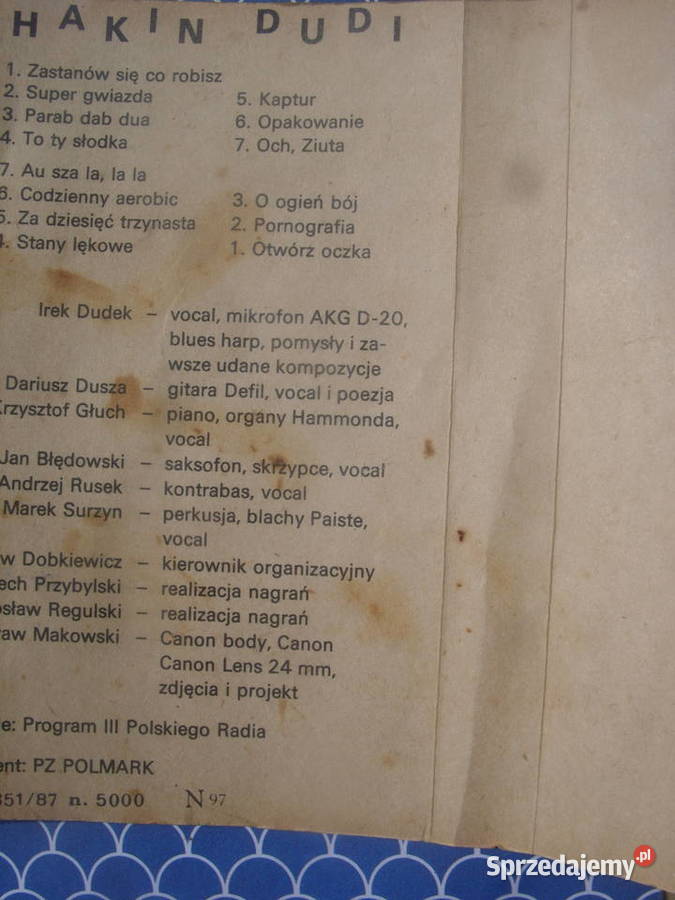 HAKIN DUDI
1. Zastanów się co robisz
2. Super gwiazda
3. Parab dab dua
4. To ty słodka
5. Kaptur
6. Opakowanie
7. Och, Ziuta
7. Au sza la, la la
6. Codzienny aerobic
5. Za dziesięć trzynasta
4. Stany lękowe
3. O ogień bój
2. Pornografia
1. Otwórz oczka
Irek Dudek – vocal, mikrofon AKG D-20,
blues harp, pomysły i za-
wsze udane kompozycje
Dariusz Dusza – gitara Defil, vocal i poezja
Krzysztof Głuch – piano, organy Hammonda,
vocal
Jan Błędowski – saksofon, skrzypce, vocal
Andrzej Rusek – kontrabas, vocal
Marek Surzyn – perkusja, blachy Paiste,
vocal
w Dobkiewicz – kierownik organizacyjny
ech Przybylski – realizacja nagrań
osław Regulski – realizacja nagrań
ław Makowski – Canon body, Canon
Canon Lens 24 mm,
zdjęcia i projekt
e: Program III Polskiego Radia
ent: PZ POLMARK
351/87 n. 5000 N 97
Sprzedajemy.pl